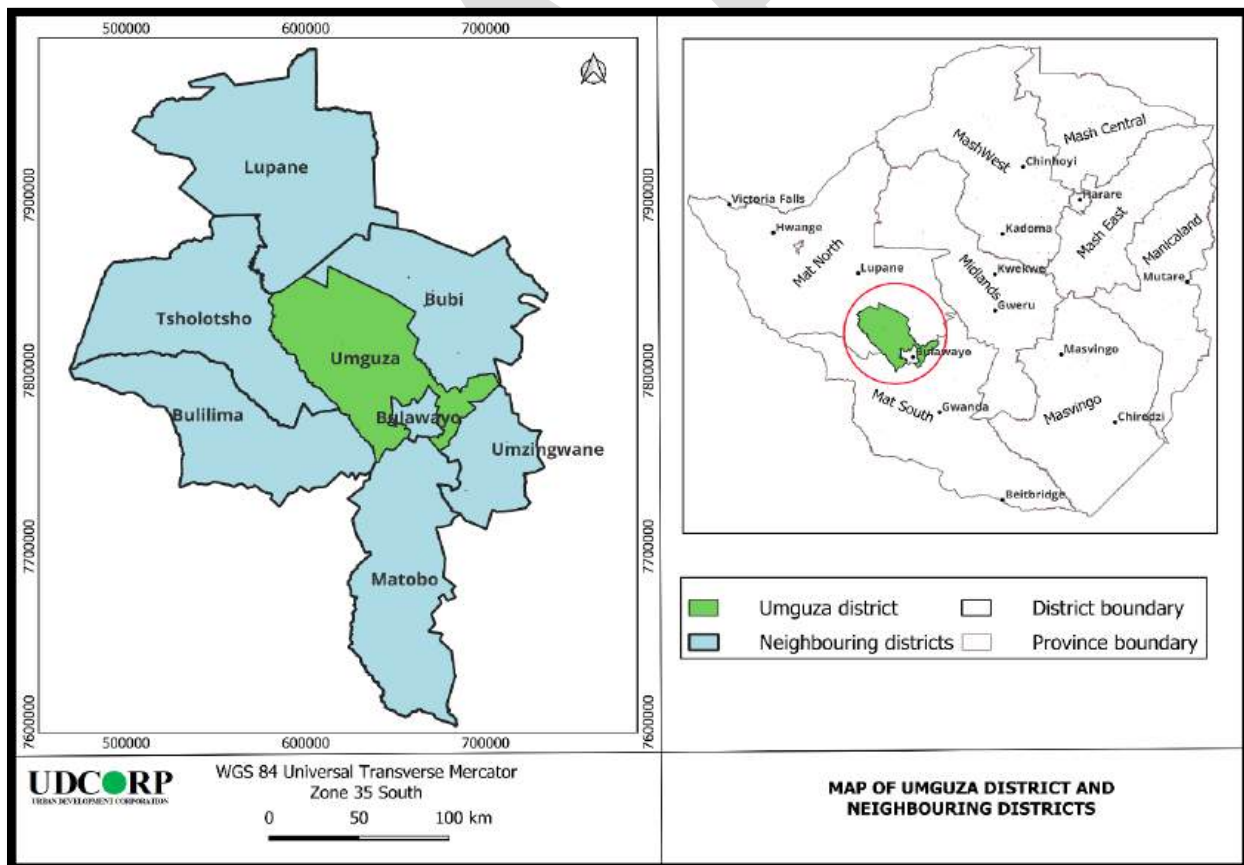 500000
600000
700000
7900000
7800000
7700000
7600000
Lupane
Tsholotsho
Bubi
Umguza
Bulilima
Bulawayo
Umzingwane
Matobo
7900000
7800000
7700000
7600000
500000
600000
700000
Mash Central
MashWest
Chinhoyi
Victoria Falls
Harare
Hwange
Kadoma
Mash East
Manicaland
Mat North
Lupane
Kwekwe
Midlands
Mutare
Gweru
Bulawayo
Masvingo
Mat South
Gwanda
Masvingo
Chiredzi
Beitbridge
Umguza district
District boundary
Neighbouring districts
Province boundary
UDCORP
URBAN DEVELOPMENT CORPORATION
WGS 84 Universal Transverse Mercator
Zone 35 South
0 50 100 km
MAP OF UMGUZA DISTRICT AND
NEIGHBOURING DISTRICTS